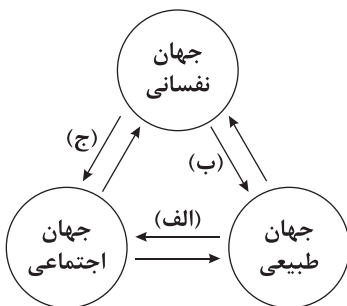 جهان
نفسانی
(ج)
(ب)
(الف)
جهان
طبیعی
جهان
اجتماعی